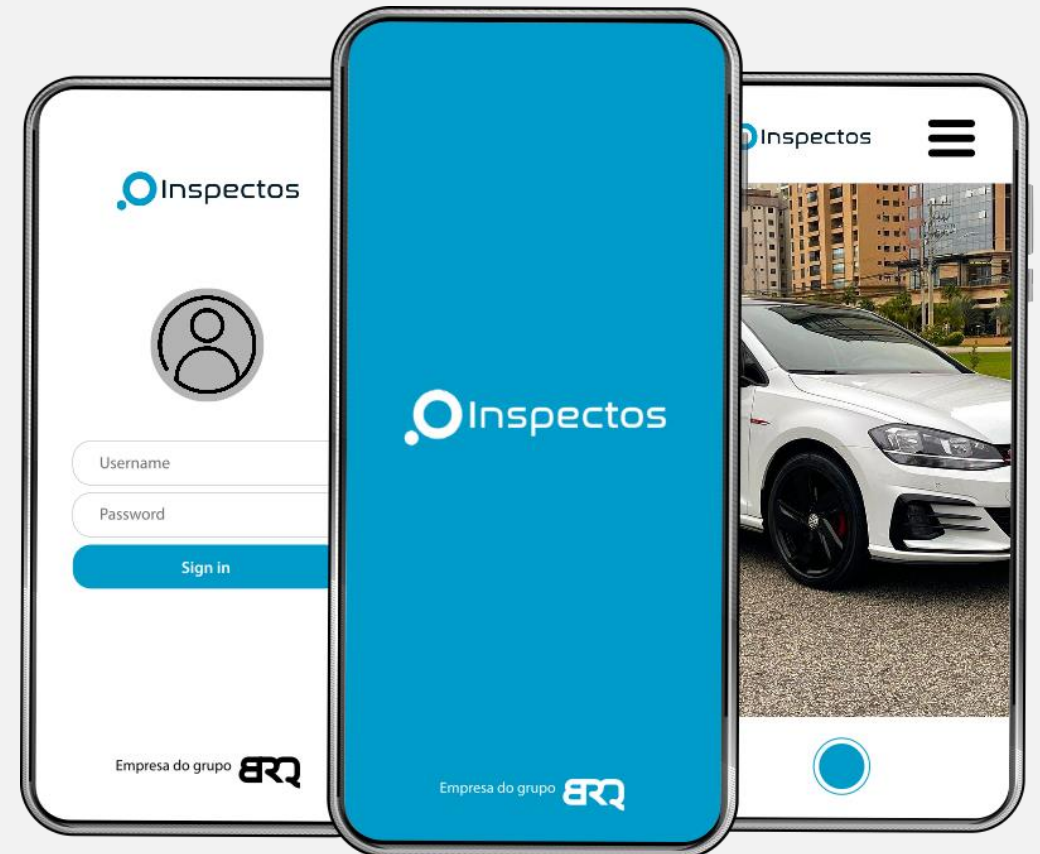 Inspectos
Username
Password
Sign in
Empresa do grupo BRQ
Inspectos
Empresa do grupo BRQ
Inspectos